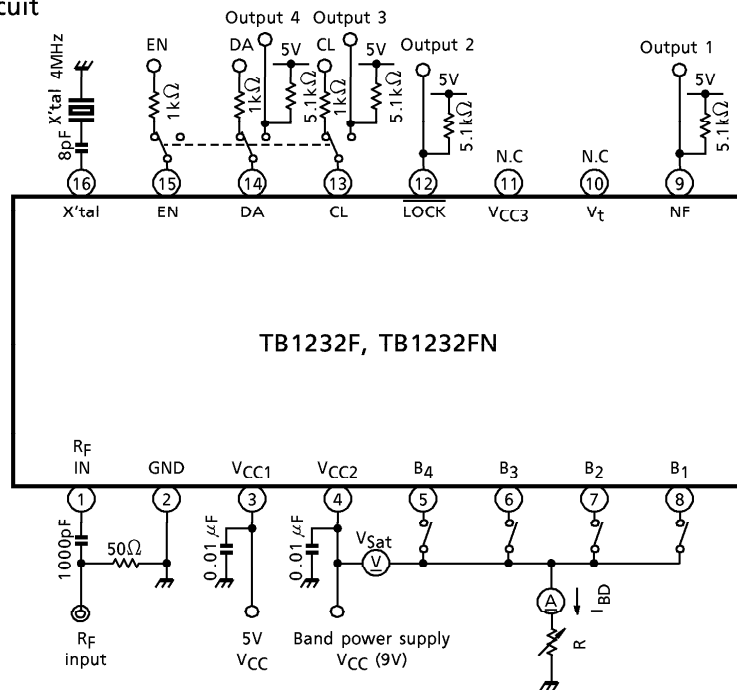 cuit
Output 4 Output 3
EN DA CL Output 2 Output 1
5V 5V 5V 5V
X'tal 4MHz
8pF
1kΩ 1kΩ 5.1kΩ 1kΩ 5.1kΩ 5.1kΩ 5.1kΩ
N.C N.C
16 15 14 13 12 11 10 9
X'tal EN DA CL LOCK VCC3 Vt NF
TB1232F, TB1232FN
RF
IN GND VCC1 VCC2 B4 B3 B2 B1
1 2 3 4 5 6 7 8
1000pF
50Ω
0.01 μF 0.01 μF
VSat
V
A
IBD
R
RF
input
5V
VCC
Band power supply
VCC (9V)